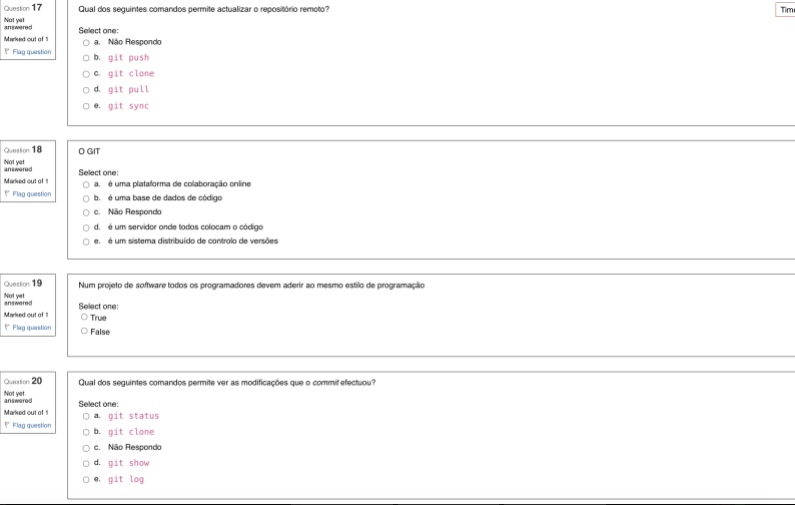 Question 17
Not yet
answered
Marked out of 1
Flag question
Qual dos seguintes comandos permite actualizar o repositório remoto?
Select one:
a. Não Respondo
b. git push
c. git clone
d. git pull
e. git sync
Question 18
Not yet
answered
Marked out of 1
Flag question
O GIT
Select one:
a. é uma plataforma de colaboração online
b. é uma base de dados de código
c. Não Respondo
d. é um servidor onde todos colocam o código
e. é um sistema distribuído de controlo de versões
Question 19
Not yet
answered
Marked out of 1
Flag question
Num projeto de software todos os programadores devem aderir ao mesmo estilo de programação
Select one:
True
False
Question 20
Not yet
answered
Marked out of 1
Flag question
Qual dos seguintes comandos permite ver as modificações que o commit efectuou?
Select one:
a. git status
b. git clone
c. Não Respondo
d. git show
e. git log